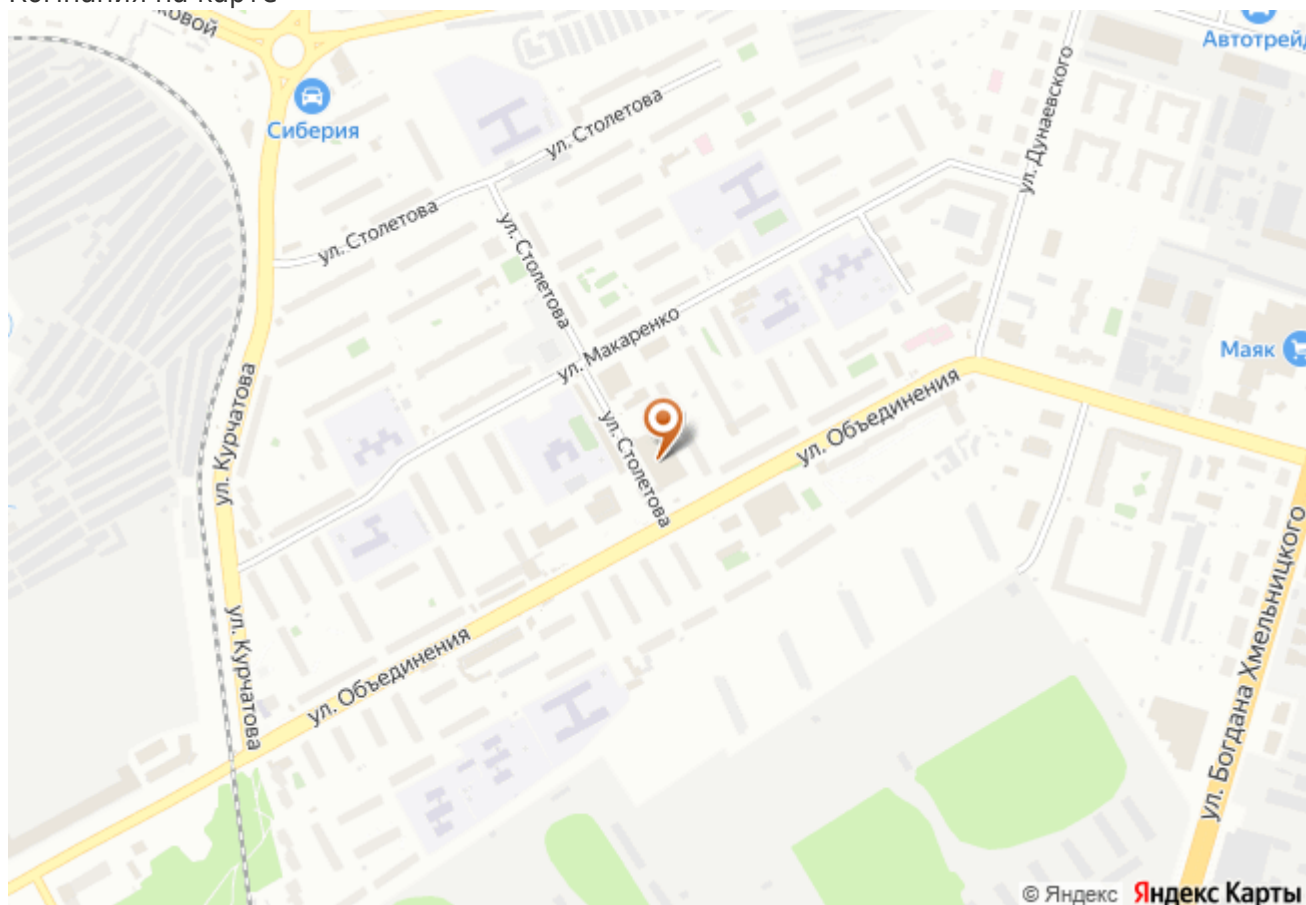 Компания на карте
ковой
Автотрейд
Сиберия
ул. Столетова
ул. Дунаевского
ул. Столетова
ул. Столетова
ул. Макаренко
Маяк
ул. Курчатова
ул. Объединения
ул. Столетова
ул. Богдана Хмельницкого
ул. Курчатова
ул. Объединения
© Яндекс Яндекс Карты